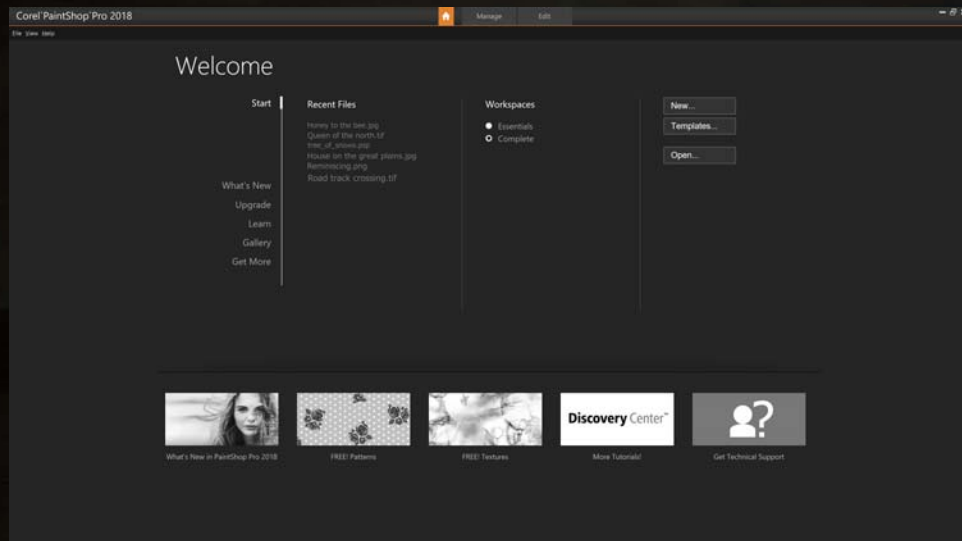 Corel PaintShop Pro 2018
Manage
Edit
File View Help
Welcome
Start
What's New
Upgrade
Learn
Gallery
Get More
Recent Files
Honey to the bee.jpg
Queen of the north.tif
tree_of_snows.psp
House on the great plains.jpg
Reminiscing.png
Road track crossing.tif
Workspaces
Essentials
Complete
New...
Templates...
Open...
Discovery Center™
?
What's New in PaintShop Pro 2018
FREE! Patterns
FREE! Textures
More Tutorials!
Get Technical Support